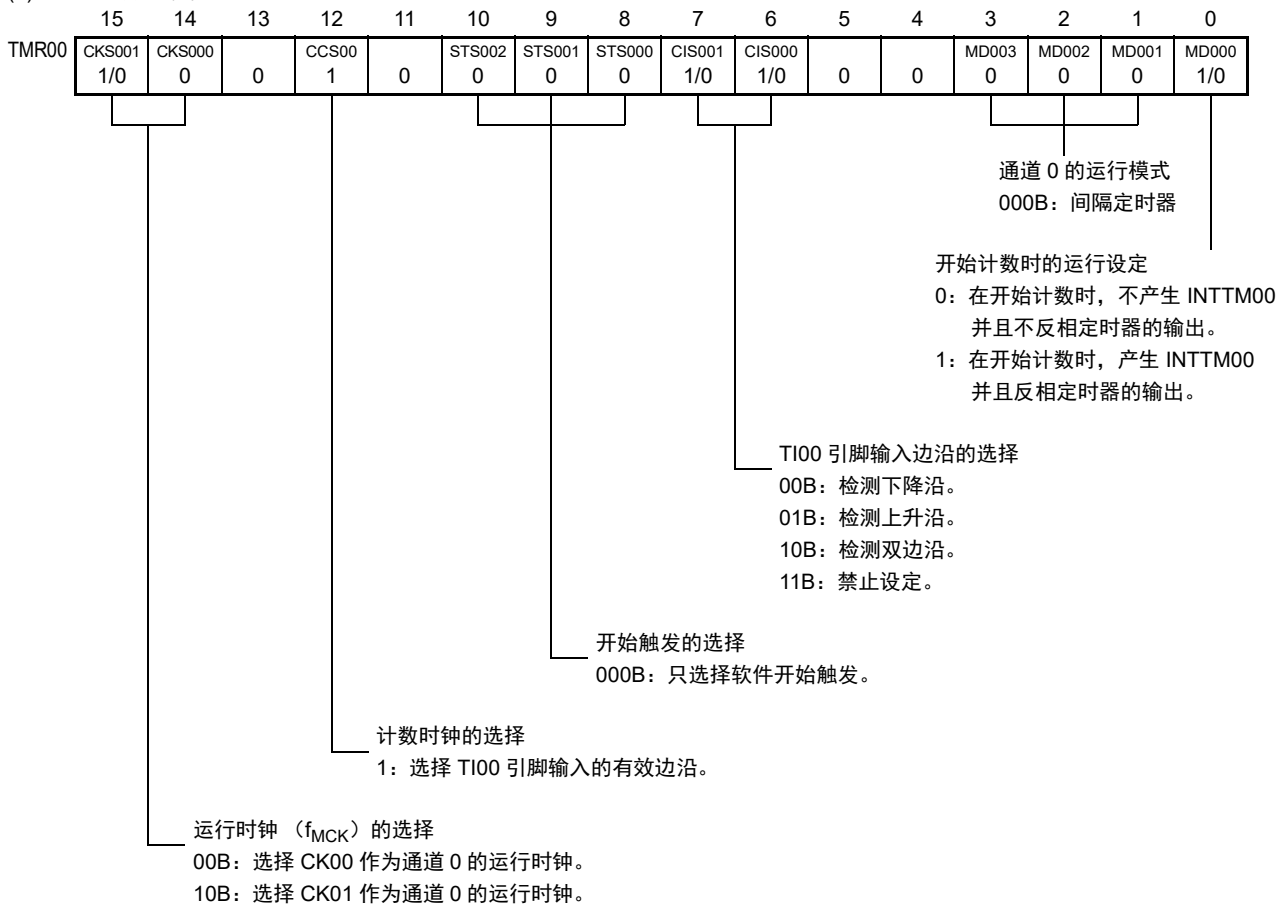 15 14 13 12 11 10 9 8 7 6 5 4 3 2 1 0
TMR00 CKS001 CKS000 CCS00 STS002 STS001 STS000 CIS001 CIS000 MD003 MD002 MD001 MD000
1/0 0 0 1 0 0 0 0 1/0 1/0 0 0 0 0 0 1/0
通道 0 的运行模式
000B：间隔定时器
开始计数时的运行设定
0：在开始计数时，不产生 INTTM00
并且不反相定时器的输出。
1：在开始计数时，产生 INTTM00
并且反相定时器的输出。
TI00 引脚输入边沿的选择
00B：检测下降沿。
01B：检测上升沿。
10B：检测双边沿。
11B：禁止设定。
开始触发的选择
000B：只选择软件开始触发。
计数时钟的选择
1：选择 TI00 引脚输入的有效边沿。
运行时钟 （fMCK）的选择
00B：选择 CK00 作为通道 0 的运行时钟。
10B：选择 CK01 作为通道 0 的运行时钟。